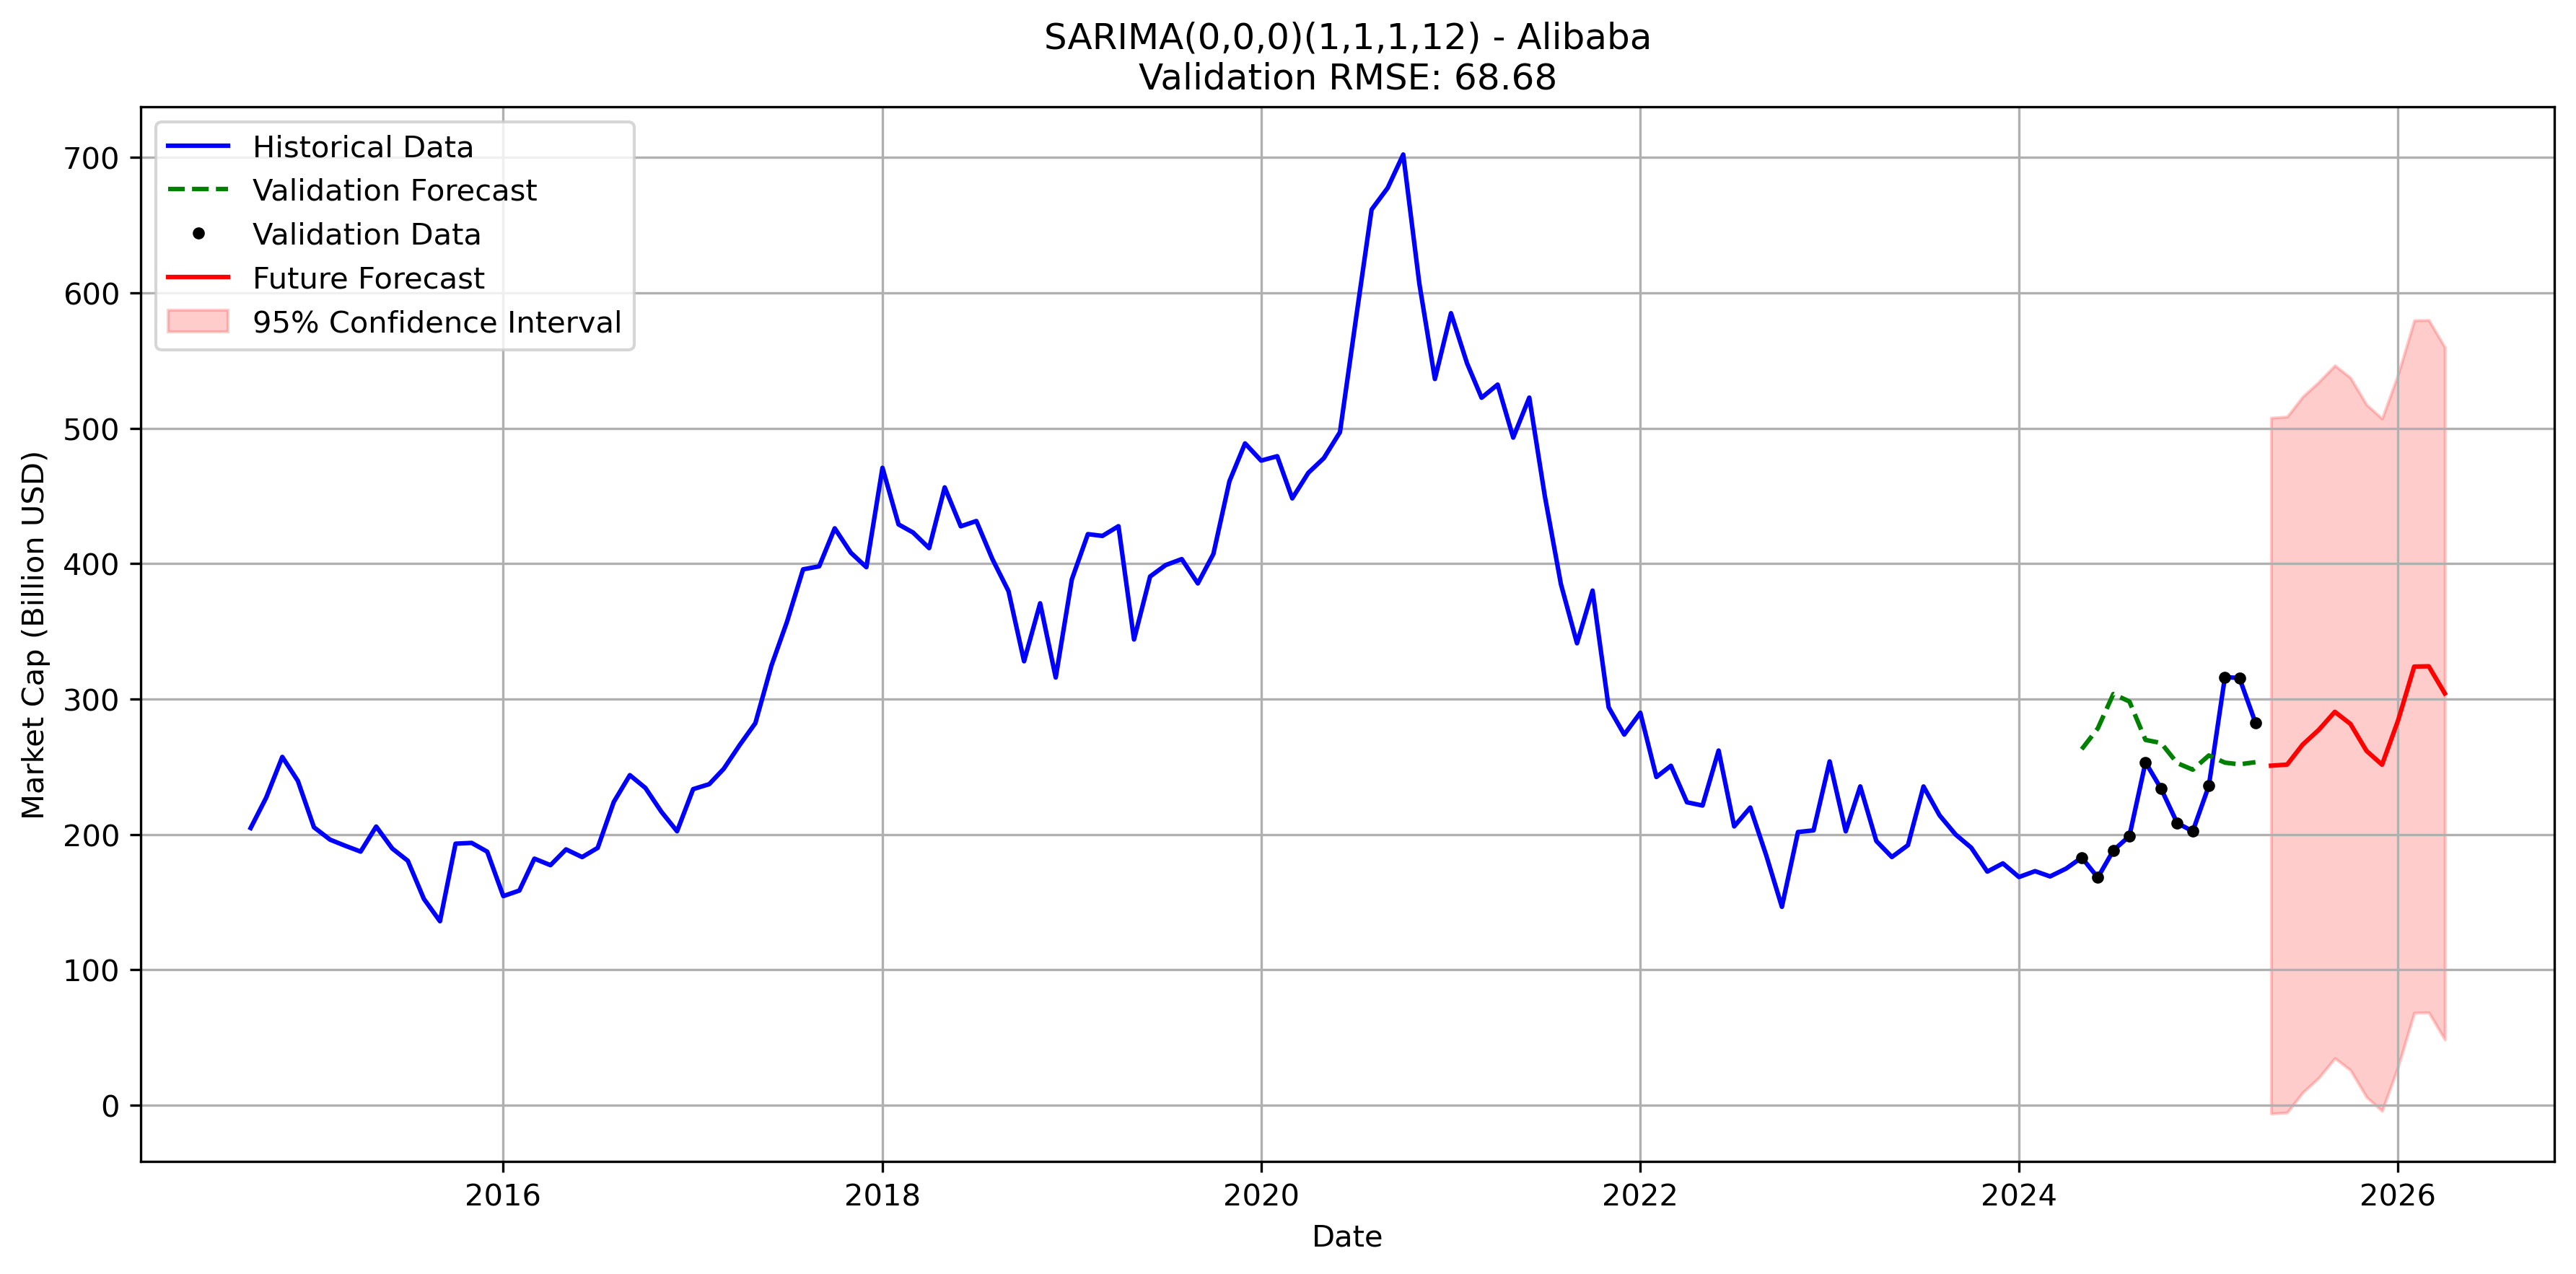 SARIMA(0,0,0)(1,1,1,12) - Alibaba
Validation RMSE: 68.68
Historical Data
Validation Forecast
Validation Data
Future Forecast
95% Confidence Interval
Market Cap (Billion USD)
700
600
500
400
300
200
100
0
2016
2018
2020
2022
2024
2026
Date